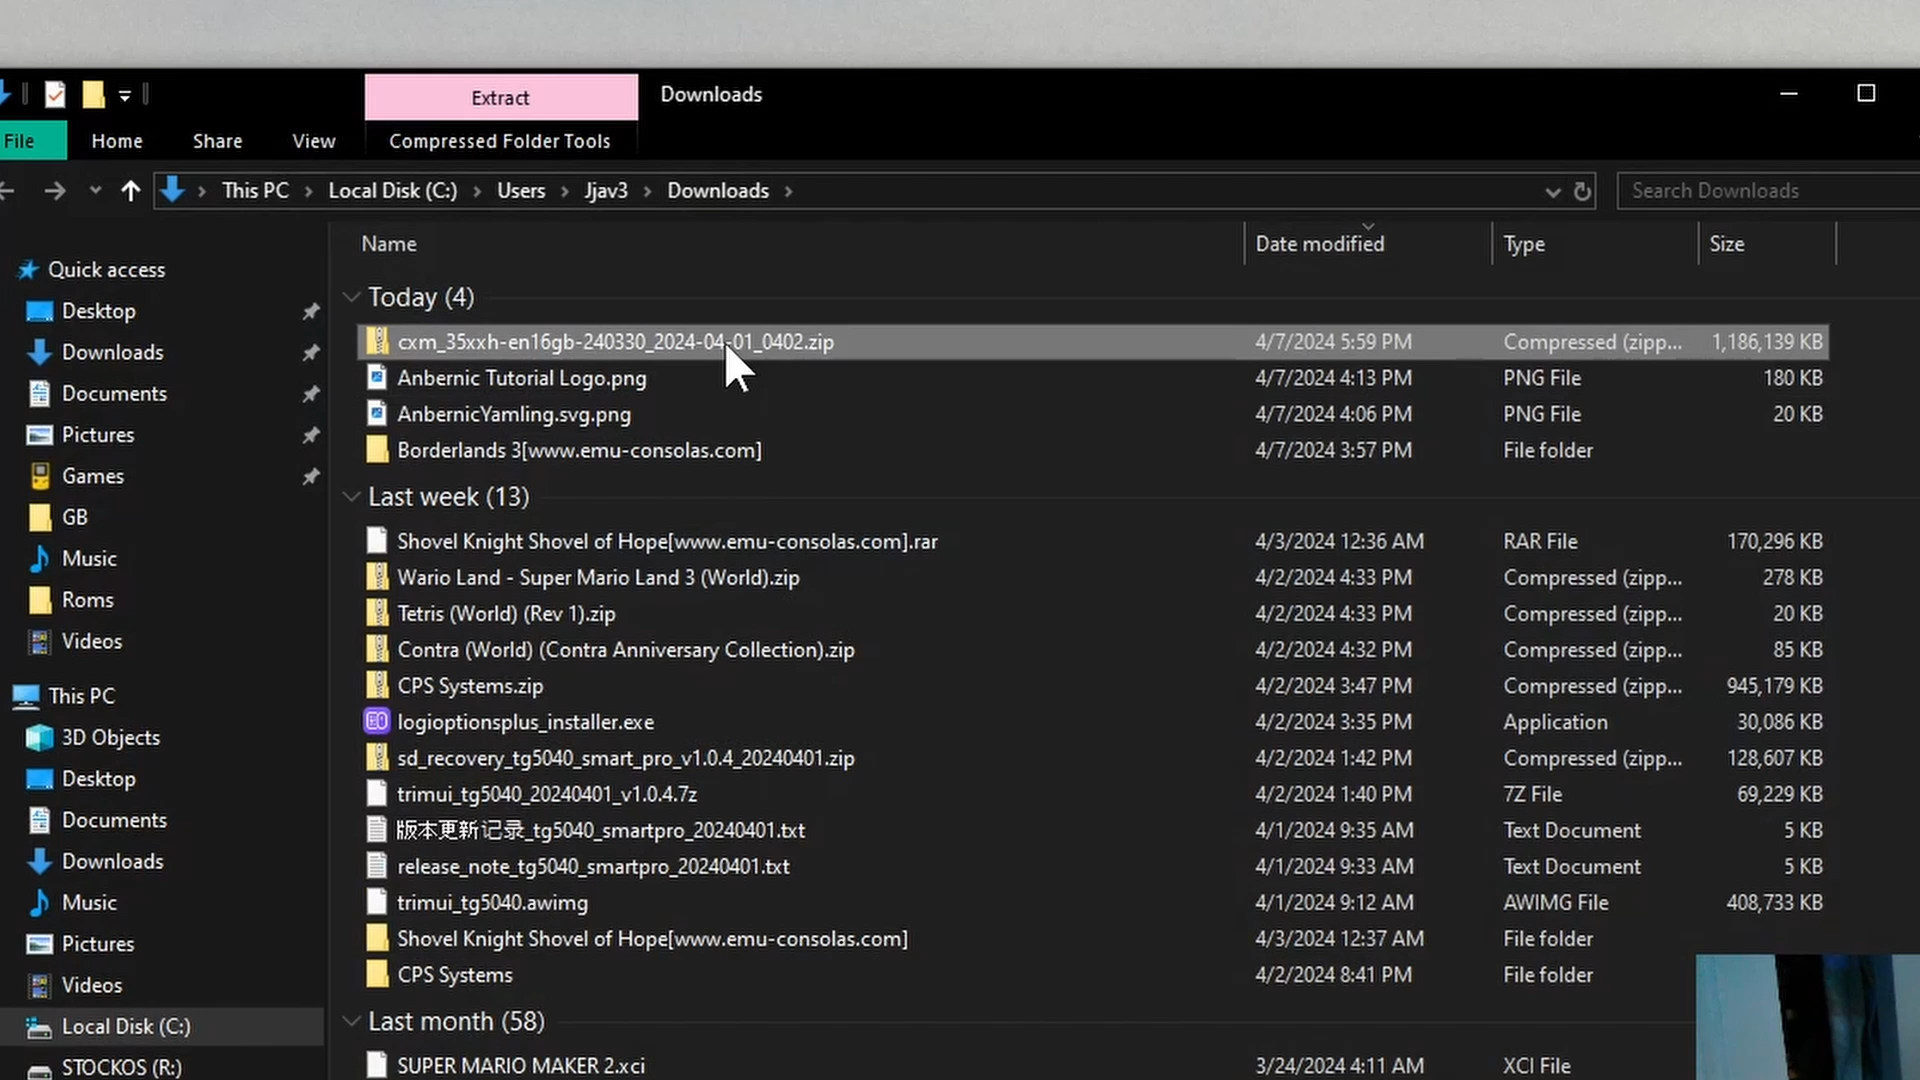 Extract
Downloads
File Home Share View Compressed Folder Tools
This PC Local Disk (C:) Users Jjav3 Downloads Search Downloads
Name Date modified Type Size
Quick access
Desktop
Downloads
Documents
Pictures
Games
GB
Music
Roms
Videos
This PC
3D Objects
Desktop
Documents
Downloads
Music
Pictures
Videos
Local Disk (C:)
STOCKOS (R:)
Today (4)
cxm_35xxh-en16gb-240330_2024-04-01_0402.zip 4/7/2024 5:59 PM Compressed (zipp... 1,186,139 KB
Anbernic Tutorial Logo.png 4/7/2024 4:13 PM PNG File 180 KB
AnbernicYamling.svg.png 4/7/2024 4:06 PM PNG File 20 KB
Borderlands 3[www.emu-consolas.com] 4/7/2024 3:57 PM File folder
Last week (13)
Shovel Knight Shovel of Hope[www.emu-consolas.com].rar 4/3/2024 12:36 AM RAR File 170,296 KB
Wario Land - Super Mario Land 3 (World).zip 4/2/2024 4:33 PM Compressed (zipp... 278 KB
Tetris (World) (Rev 1).zip 4/2/2024 4:33 PM Compressed (zipp... 20 KB
Contra (World) (Contra Anniversary Collection).zip 4/2/2024 4:32 PM Compressed (zipp... 85 KB
CPS Systems.zip 4/2/2024 3:47 PM Compressed (zipp... 945,179 KB
logioptionsplus_installer.exe 4/2/2024 3:35 PM Application 30,086 KB
sd_recovery_tg5040_smart_pro_v1.0.4_20240401.zip 4/2/2024 1:42 PM Compressed (zipp... 128,607 KB
trimui_tg5040_20240401_v1.0.4.7z 4/2/2024 1:40 PM 7Z File 69,229 KB
版本更新记录_tg5040_smartpro_20240401.txt 4/1/2024 9:35 AM Text Document 5 KB
release_note_tg5040_smartpro_20240401.txt 4/1/2024 9:33 AM Text Document 5 KB
trimui_tg5040.awimg 4/1/2024 9:12 AM AWIMG File 408,733 KB
Shovel Knight Shovel of Hope[www.emu-consolas.com] 4/3/2024 12:37 AM File folder
CPS Systems 4/2/2024 8:41 PM File folder
Last month (58)
SUPER MARIO MAKER 2.xci 3/24/2024 4:11 AM XCI File